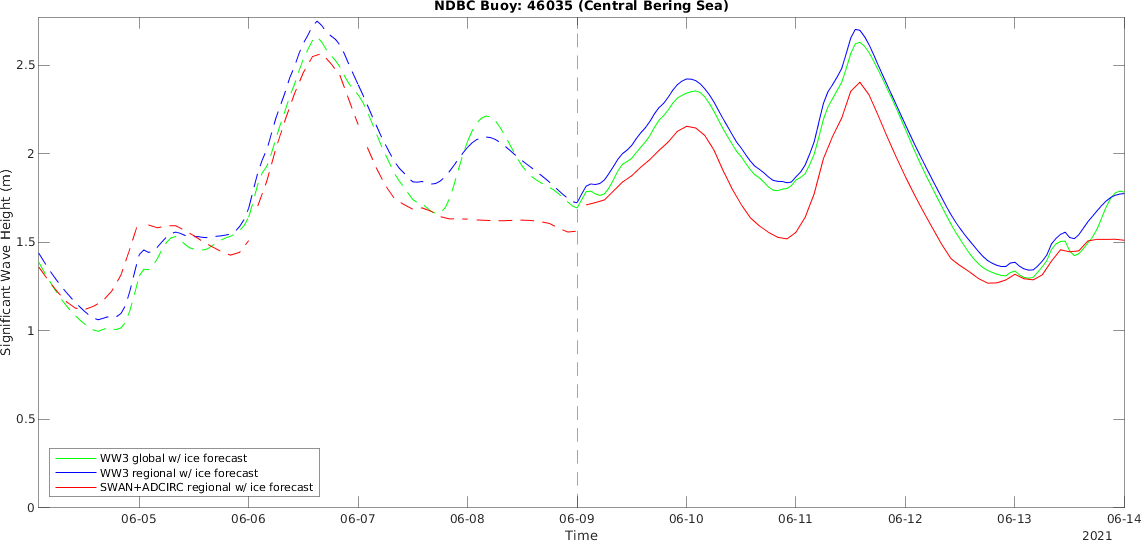 NDBC Buoy: 46035 (Central Bering Sea)
2.5
2
1.5
1
0.5
0
Significant Wave Height (m)
WW3 global w/ ice forecast
WW3 regional w/ ice forecast
SWAN+ADCIRC regional w/ ice forecast
06-05 06-06 06-07 06-08 06-09 06-10 06-11 06-12 06-13 06-14
Time
2021